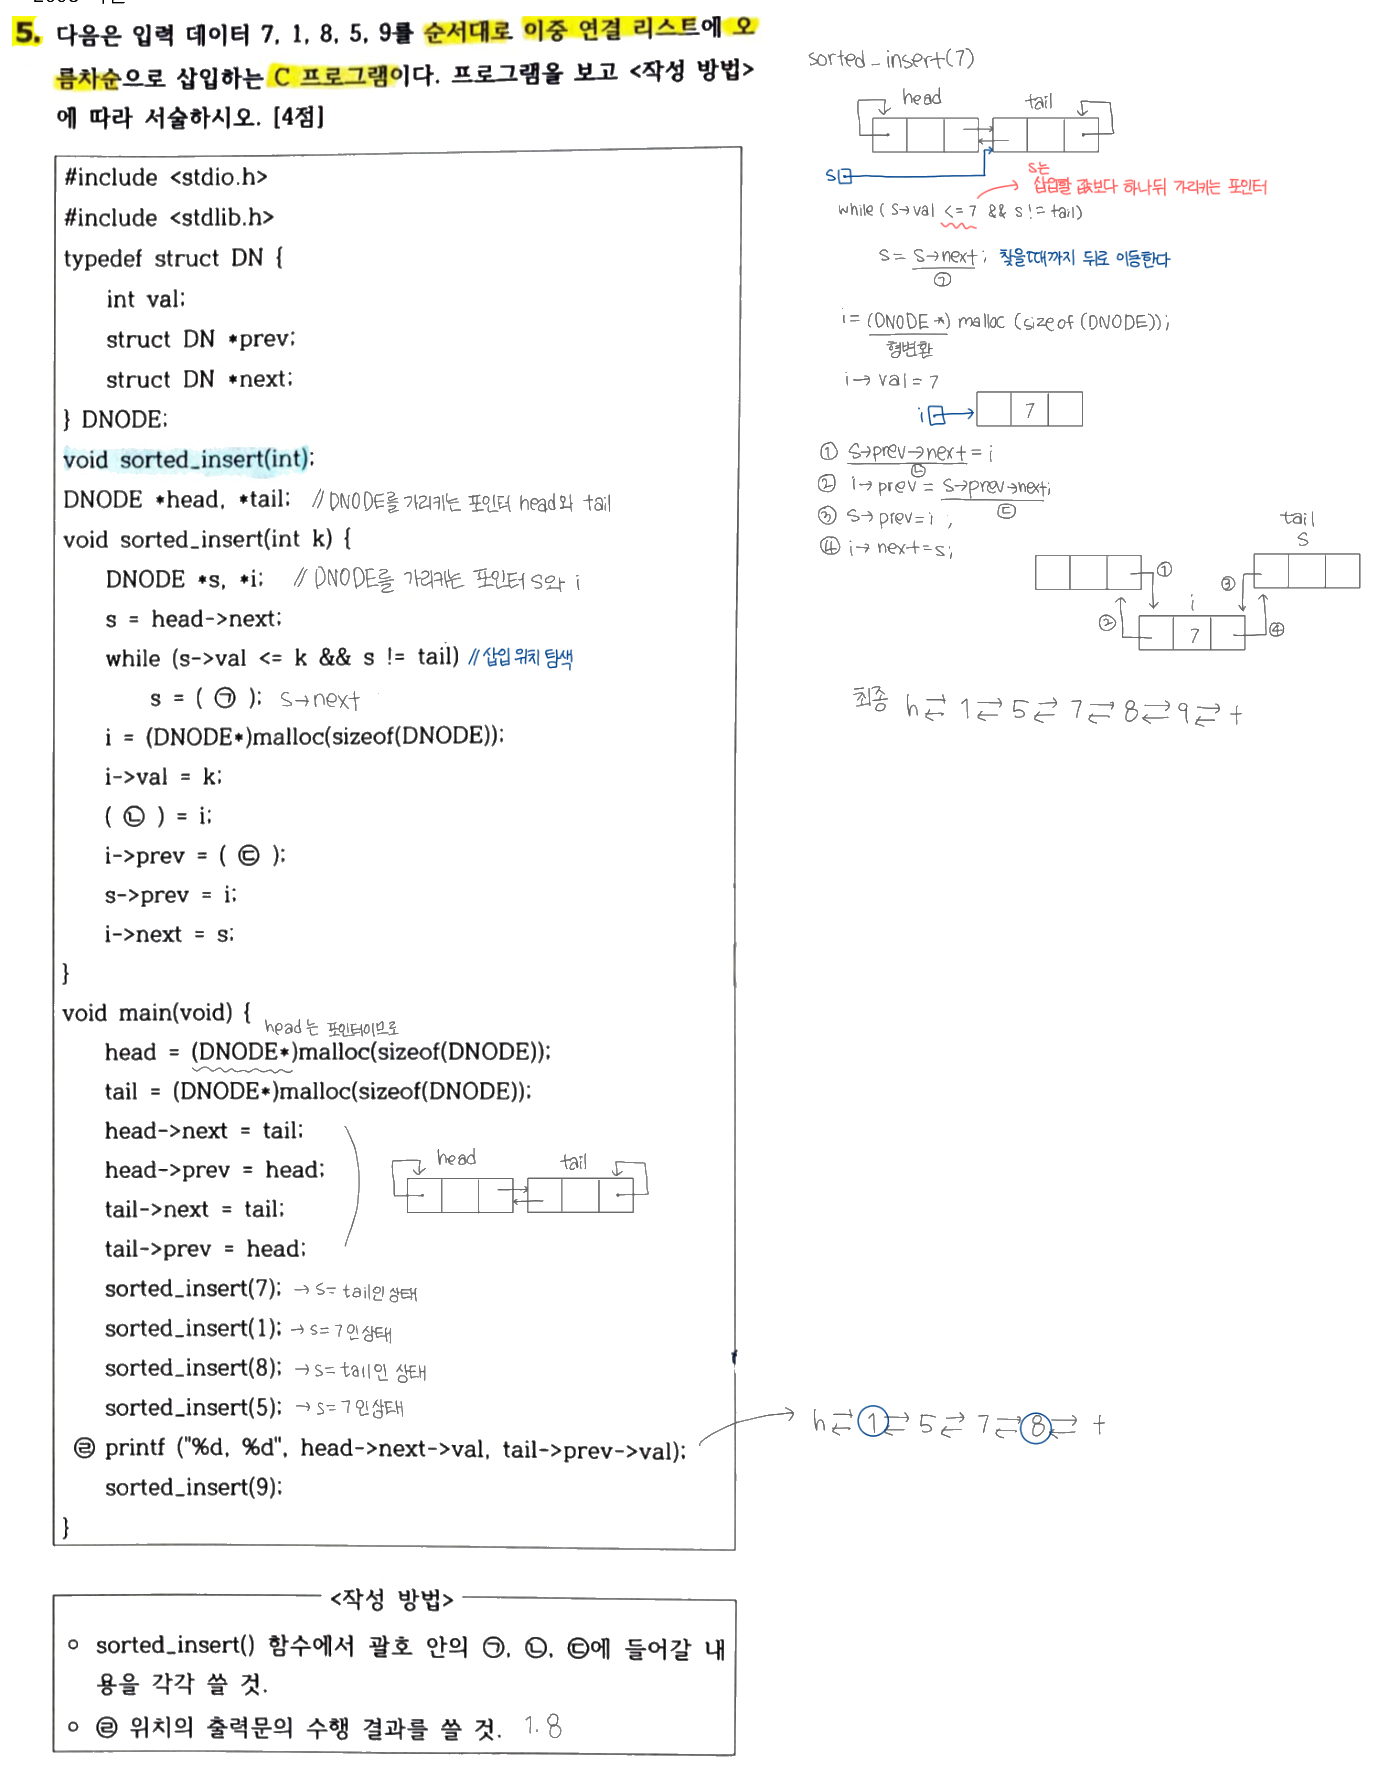 5. 다음은 입력 데이터 7, 1, 8, 5, 9를 순서대로 이중 연결 리스트에 오
름차순으로 삽입하는 C 프로그램이다. 프로그램을 보고 <작성 방법>
에 따라 서술하시오. [4점]
#include <stdio.h>
#include <stdlib.h>
typedef struct DN {
int val;
struct DN *prev;
struct DN *next;
} DNODE;
void sorted_insert(int);
DNODE *head, *tail; // DNODE를 가리키는 포인터 head와 tail
void sorted_insert(int k) {
DNODE *s, *i; // DNODE를 가리키는 포인터 s와 i
s = head->next;
while (s->val <= k && s != tail) // 삽입 위치 탐색
s = ( ㉠ ); s→next
i = (DNODE*)malloc(sizeof(DNODE));
i->val = k;
( ㉡ ) = i;
i->prev = ( ㉢ );
s->prev = i;
i->next = s;
}
void main(void) {
head는 포인터이므로
head = (DNODE*)malloc(sizeof(DNODE));
tail = (DNODE*)malloc(sizeof(DNODE));
head->next = tail;
head->prev = head;
tail->next = tail;
tail->prev = head;
head tail
sorted_insert(7); → s= tail인 상태
sorted_insert(1); → s=7인 상태
sorted_insert(8); → s= tail인 상태
sorted_insert(5); → s=7인상태
㉣ printf ("%d, %d", head->next->val, tail->prev->val);
sorted_insert(9);
}
<작성 방법>
○ sorted_insert() 함수에서 괄호 안의 ㉠, ㉡, ㉢에 들어갈 내
용을 각각 쓸 것.
○ ㉣ 위치의 출력문의 수행 결과를 쓸 것. 1. 8
sorted_insert(7)
head tail
s
s는
삽입할 값보다 하나뒤 가리키는 포인터
while ( s→val <= 7 && s != tail)
s = s→next; 찾을때까지 뒤로 이동한다
㉠
i = (DNODE *) malloc (sizeof (DNODE));
형변환
i→ val = 7
i 7
① s→prev→next = i
㉡
② i→prev = s→prev→next;
㉢
③ s→prev=i ;
④ i→ next=s;
tail
s
① ③
i
② 7 ④
최종 h⇄ 1⇄ 5⇄ 7⇄ 8⇄ 9⇄ t
h⇄ 1⇄ 5⇄ 7⇄ 8⇄ t